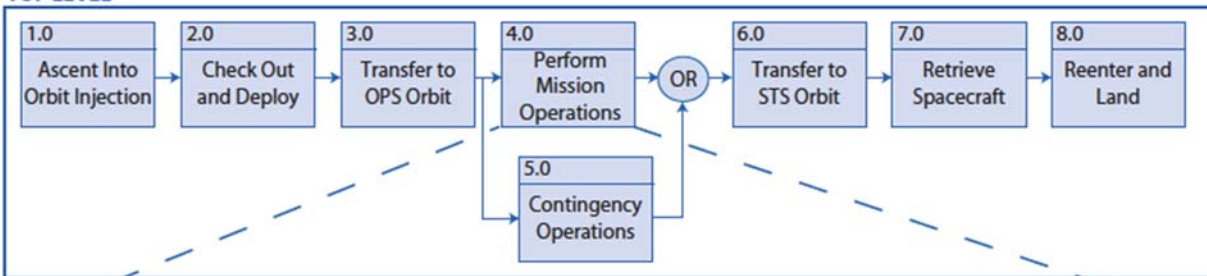 1.0
Ascent Into
Orbit Injection
2.0
Check Out
and Deploy
3.0
Transfer to
OPS Orbit
4.0
Perform
Mission
Operations
OR
6.0
Transfer to
STS Orbit
7.0
Retrieve
Spacecraft
8.0
Reenter and
Land
5.0
Contingency
Operations